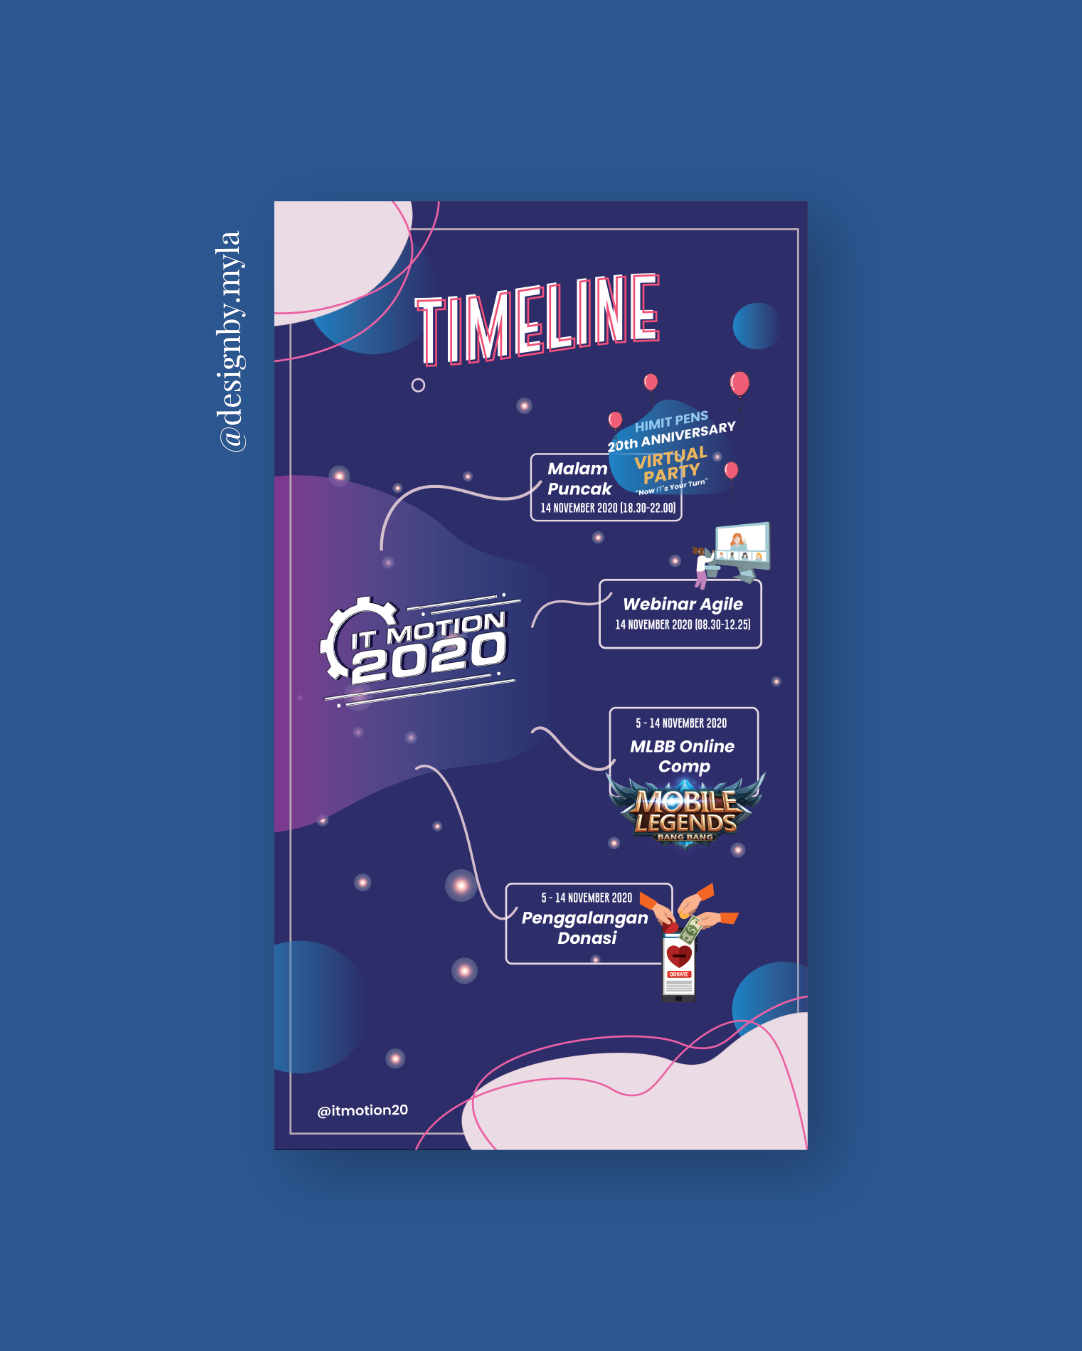 @designby.myla
TIMELINE
HIMIT PENS
20th ANNIVERSARY
VIRTUAL
PARTY
"Now IT's Your Turn"
Malam
Puncak
14 NOVEMBER 2020 (18.30-22.00)
Webinar Agile
14 NOVEMBER 2020 (08.30-12.25)
IT MOTION
2020
5 - 14 NOVEMBER 2020
MLBB Online
Comp
MOBILE
LEGENDS
BANG BANG
5 - 14 NOVEMBER 2020
Penggalangan
Donasi
DONATE
@itmotion20